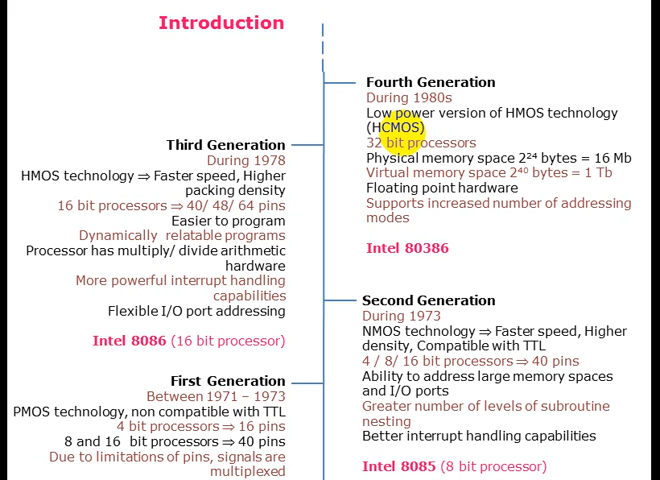 Introduction
Fourth Generation
During 1980s
Low power version of HMOS technology
(HCMOS)
32 bit processors
Physical memory space 2²⁴ bytes = 16 Mb
Virtual memory space 2⁴⁰ bytes = 1 Tb
Floating point hardware
Supports increased number of addressing
modes
Intel 80386
Third Generation
During 1978
HMOS technology ⇒ Faster speed, Higher
packing density
16 bit processors ⇒ 40/ 48/ 64 pins
Easier to program
Dynamically relatable programs
Processor has multiply/ divide arithmetic
hardware
More powerful interrupt handling
capabilities
Flexible I/O port addressing
Intel 8086 (16 bit processor)
Second Generation
During 1973
NMOS technology ⇒ Faster speed, Higher
density, Compatible with TTL
4 / 8/ 16 bit processors ⇒ 40 pins
Ability to address large memory spaces
and I/O ports
Greater number of levels of subroutine
nesting
Better interrupt handling capabilities
Intel 8085 (8 bit processor)
First Generation
Between 1971 – 1973
PMOS technology, non compatible with TTL
4 bit processors ⇒ 16 pins
8 and 16 bit processors ⇒ 40 pins
Due to limitations of pins, signals are
multiplexed